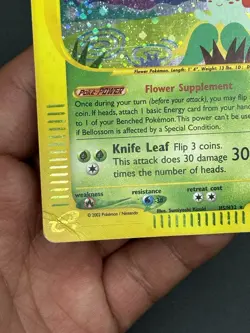 Flower Pokémon. Length: 1' 4", Weight: 13 lbs.
Poké-POWER Flower Supplement
Once during your turn (before your attack), you may flip
coin. If heads, attach 1 basic Energy card from your hand
to 1 of your Benched Pokémon. This power can't be used
if Bellossom is affected by a Special Condition.
Knife Leaf Flip 3 coins.
This attack does 30 damage 30
times the number of heads.
weakness resistance retreat cost
-30
© 2002 Pokémon / Nintendo